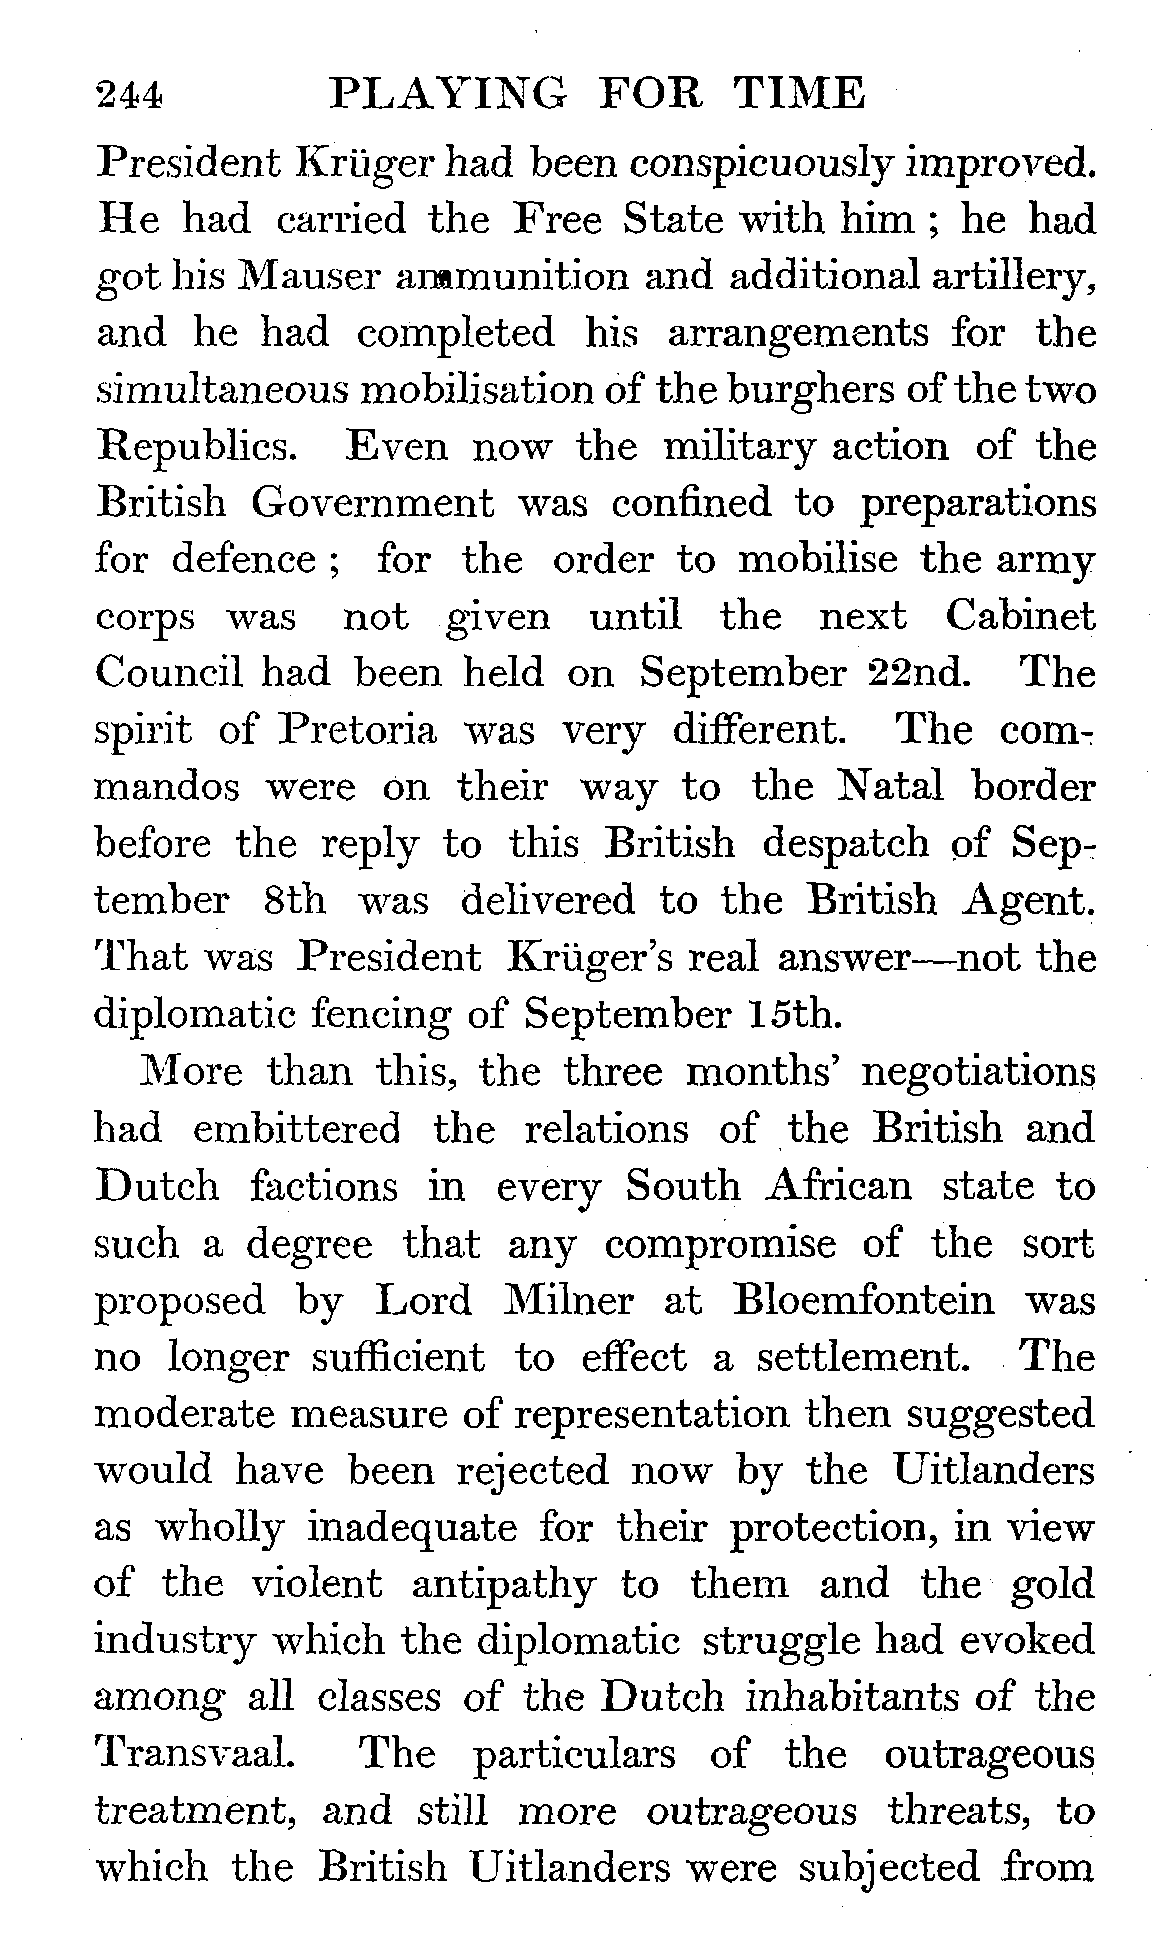 244 PLAYING FOR TIME
President Krüger had been conspicuously improved.
He had carried the Free State with him ; he had
got his Mauser ammunition and additional artillery,
and he had completed his arrangements for the
simultaneous mobilisation of the burghers of the two
Republics. Even now the military action of the
British Government was confined to preparations
for defence ; for the order to mobilise the army
corps was not given until the next Cabinet
Council had been held on September 22nd. The
spirit of Pretoria was very different. The com-
mandos were on their way to the Natal border
before the reply to this British despatch of Sep-
tember 8th was delivered to the British Agent.
That was President Krüger's real answer—not the
diplomatic fencing of September 15th.
More than this, the three months' negotiations
had embittered the relations of the British and
Dutch factions in every South African state to
such a degree that any compromise of the sort
proposed by Lord Milner at Bloemfontein was
no longer sufficient to effect a settlement. The
moderate measure of representation then suggested
would have been rejected now by the Uitlanders
as wholly inadequate for their protection, in view
of the violent antipathy to them and the gold
industry which the diplomatic struggle had evoked
among all classes of the Dutch inhabitants of the
Transvaal. The particulars of the outrageous
treatment, and still more outrageous threats, to
which the British Uitlanders were subjected from